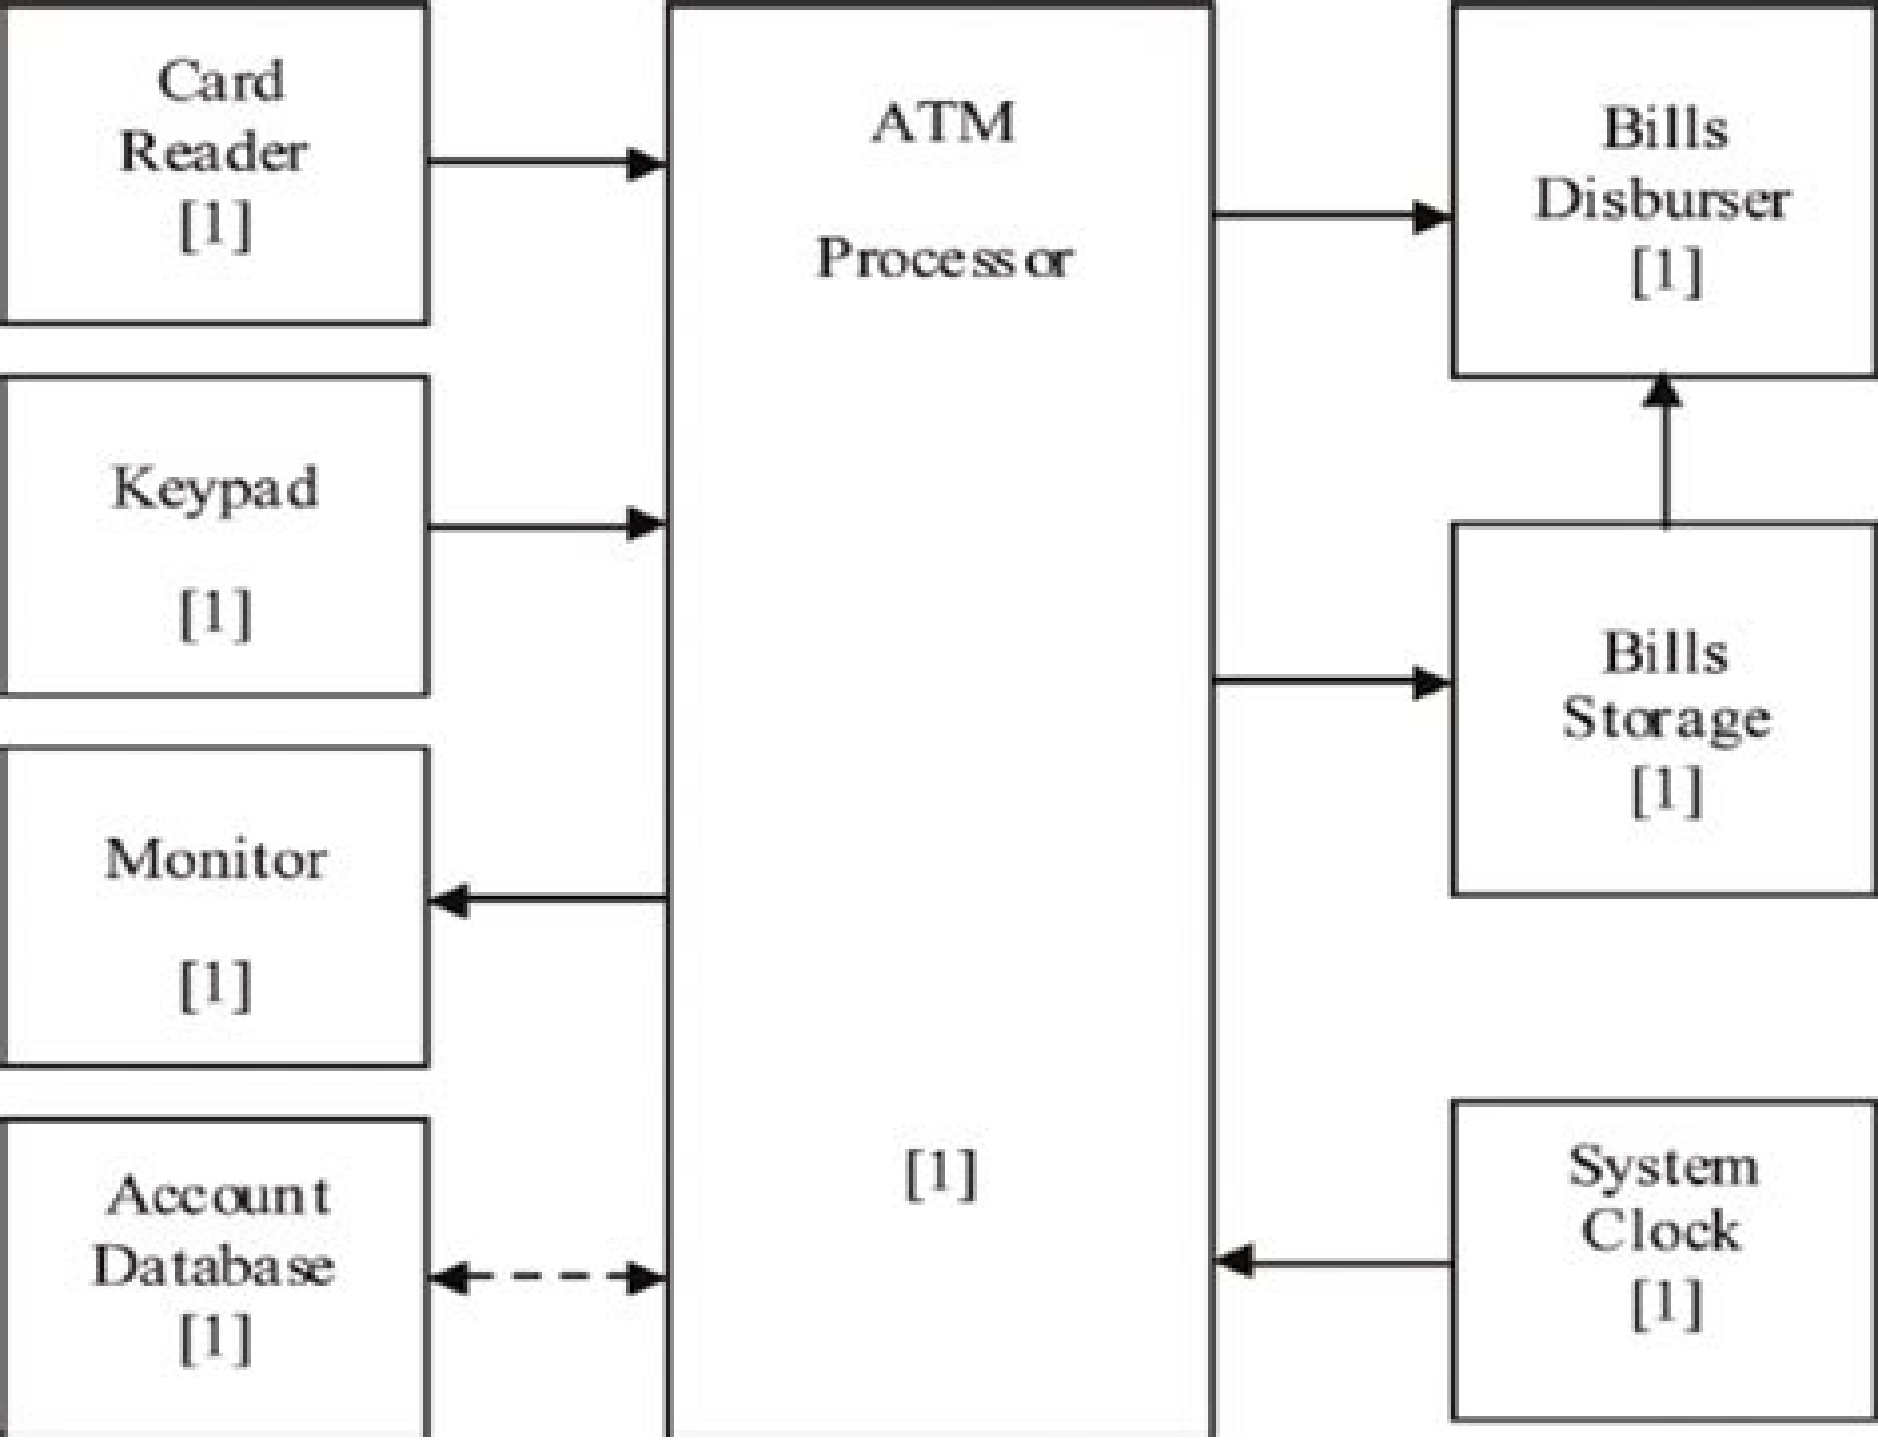 Card
Reader
[1]
Keypad
[1]
Monitor
[1]
Account
Database
[1]
ATM
Processor
[1]
Bills
Disburser
[1]
Bills
Storage
[1]
System
Clock
[1]